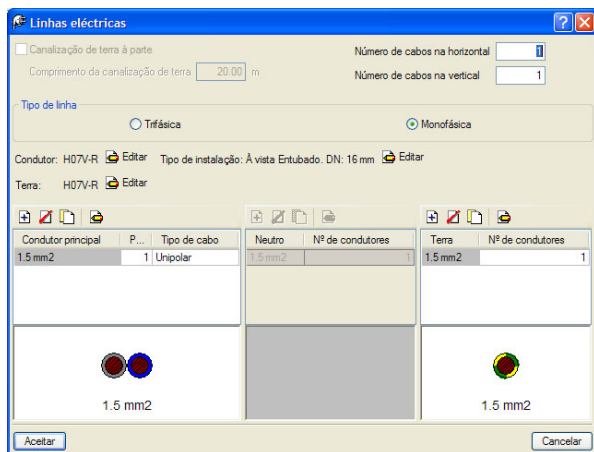 Linhas eléctricas
Canalização de terra à parte
Número de cabos na horizontal 1
Comprimento da canalização de terra 20.00 m
Número de cabos na vertical 1
Tipo de linha
Trifásica
Monofásica
Condutor: H07V-R Editar Tipo de instalação: À vista Entubado. DN: 16 mm Editar
Terra: H07V-R Editar
Condutor principal P... Tipo de cabo
1.5 mm2 1 Unipolar
Neutro Nº de condutores
1.5 mm2 1
Terra Nº de condutores
1.5 mm2 1
1.5 mm2
1.5 mm2
Aceitar
Cancelar